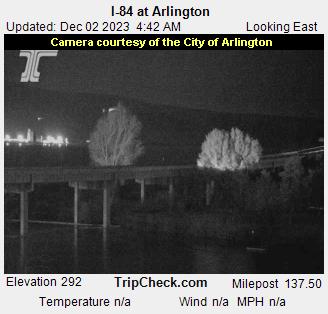 I-84 at Arlington
Updated: Dec 02 2023 4:42 AM Looking East
Camera courtesy of the City of Arlington
Elevation 292 TripCheck.com Milepost 137.50
Temperature n/a Wind n/a MPH n/a